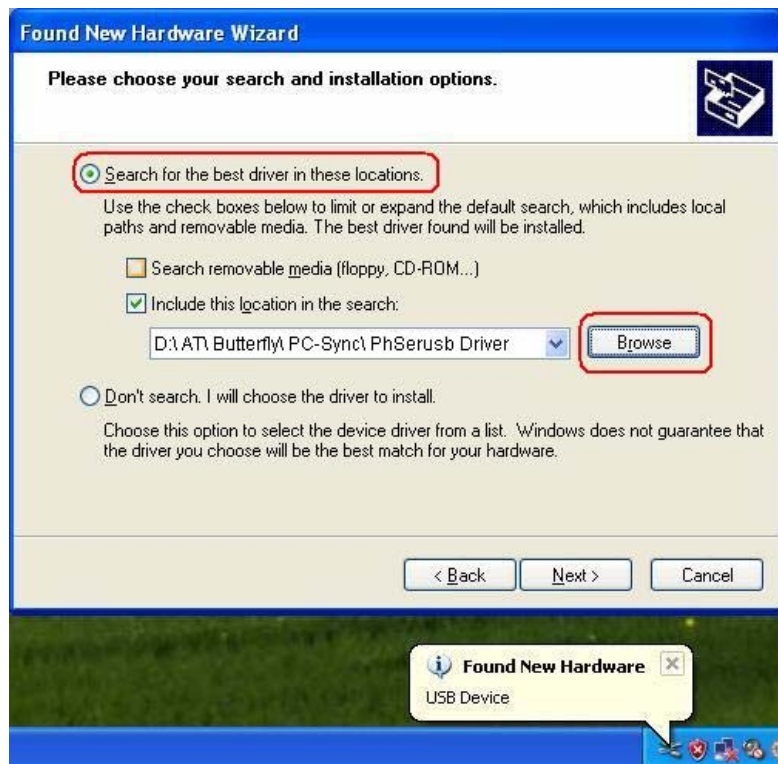 Found New Hardware Wizard
Please choose your search and installation options.
Search for the best driver in these locations.
Use the check boxes below to limit or expand the default search, which includes local
paths and removable media. The best driver found will be installed.
Search removable media (floppy, CD-ROM...)
Include this location in the search:
D:\ AT\ Butterfly\ PC-Sync\ PhSerusb Driver
Browse
Don't search. I will choose the driver to install.
Choose this option to select the device driver from a list. Windows does not guarantee that
the driver you choose will be the best match for your hardware.
< Back
Next >
Cancel
Found New Hardware
USB Device